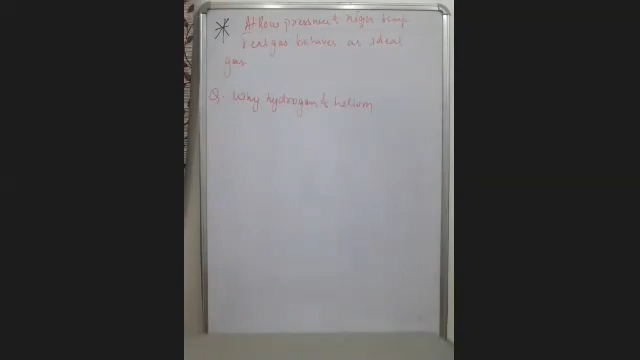 * At low pressure & high temp
real gas behaves as ideal
gas.
Q. Why hydrogen & helium